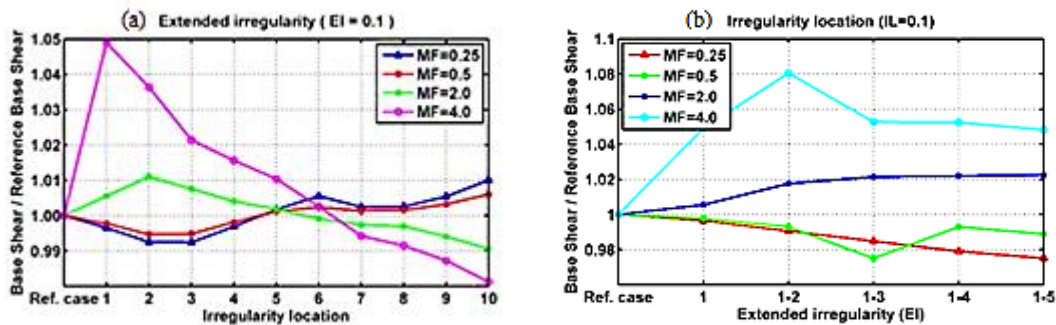 (a) Extended irregularity ( EI = 0.1 )
Base Shear / Reference Base Shear
1.05
1.04
1.03
1.02
1.01
1.00
0.99
MF=0.25
MF=0.5
MF=2.0
MF=4.0
Ref. case 1 2 3 4 5 6 7 8 9 10
Irregularity location
(b) Irregularity location (IL=0.1)
Base Shear / Reference Base Shear
1.1
1.08
1.06
1.04
1.02
1
0.98
MF=0.25
MF=0.5
MF=2.0
MF=4.0
Ref. case 1 1-2 1-3 1-4 1-5
Extended irregularity (EI)